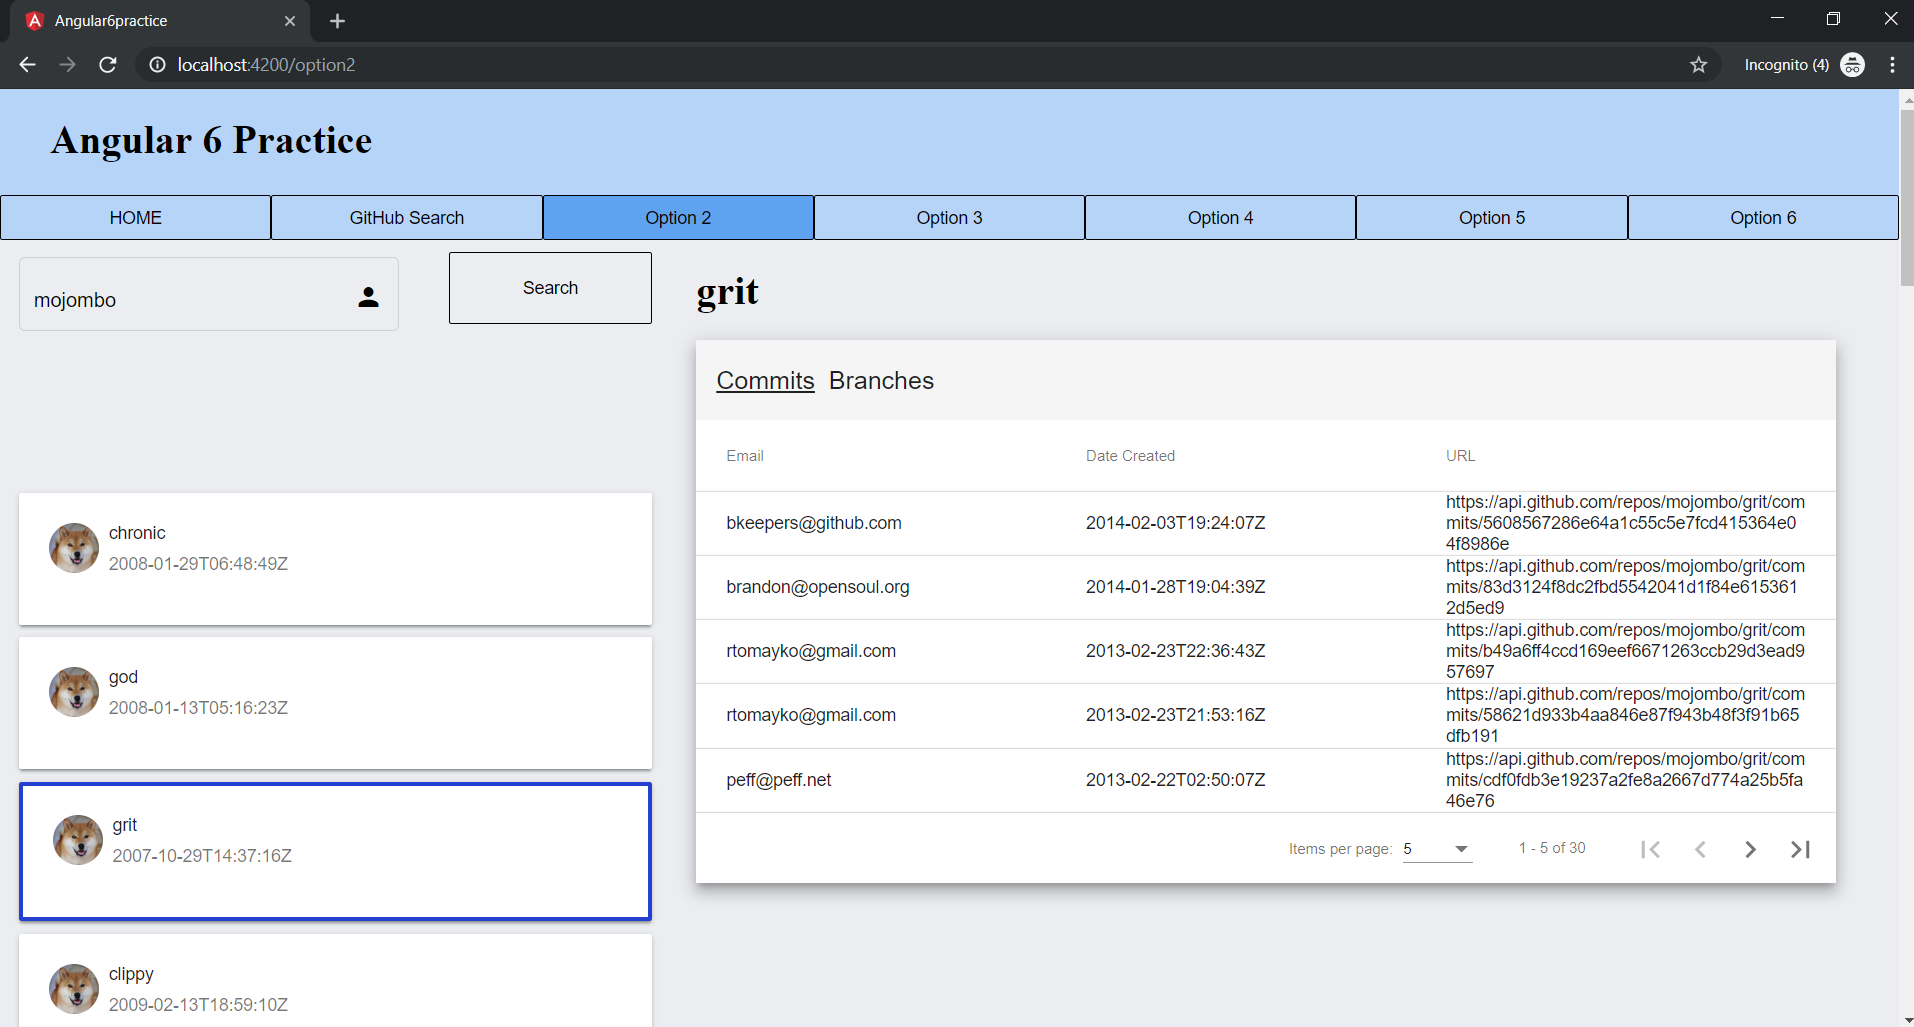 Angular6practice
localhost:4200/option2
Incognito (4)
Angular 6 Practice
HOME
GitHub Search
Option 2
Option 3
Option 4
Option 5
Option 6
mojombo
Search
chronic
2008-01-29T06:48:49Z
god
2008-01-13T05:16:23Z
grit
2007-10-29T14:37:16Z
clippy
2009-02-13T18:59:10Z
grit
Commits Branches
Email Date Created URL
bkeepers@github.com 2014-02-03T19:24:07Z https://api.github.com/repos/mojombo/grit/com
mits/5608567286e64a1c55c5e7fcd415364e0
4f8986e
brandon@opensoul.org 2014-01-28T19:04:39Z https://api.github.com/repos/mojombo/grit/com
mits/83d3124f8dc2fbd5542041d1f84e615361
2d5ed9
rtomayko@gmail.com 2013-02-23T22:36:43Z https://api.github.com/repos/mojombo/grit/com
mits/b49a6ff4ccd169eef6671263ccb29d3ead9
957697
rtomayko@gmail.com 2013-02-23T21:53:16Z https://api.github.com/repos/mojombo/grit/com
mits/58621d933b4aa846e87f943b48f3f91b65
dfb191
peff@peff.net 2013-02-22T02:50:07Z https://api.github.com/repos/mojombo/grit/com
mits/cdf0fdb3e19237a2fe8a2667d774a25b5fa
46e76
Items per page: 5 1 - 5 of 30